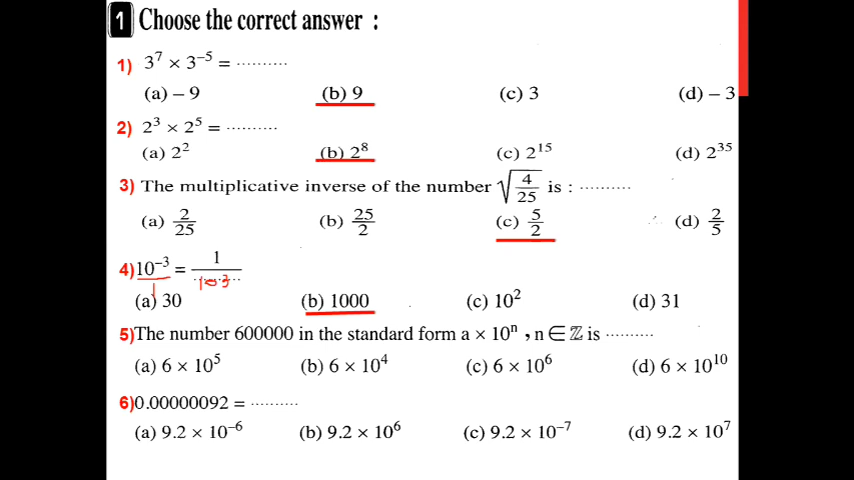 1 Choose the correct answer :
1) 3⁷ × 3⁻⁵ = ..........
(a) – 9 (b) 9 (c) 3 (d) – 3
2) 2³ × 2⁵ = ..........
(a) 2² (b) 2⁸ (c) 2¹⁵ (d) 2³⁵
3) The multiplicative inverse of the number √(4/25) is : ..........
(a) 2/25 (b) 25/2 (c) 5/2 (d) 2/5
4) 10⁻³ = 1/..........
1 10³
(a) 30 (b) 1000 (c) 10² (d) 31
5) The number 600000 in the standard form a × 10ⁿ , n ∈ ℤ is ..........
(a) 6 × 10⁵ (b) 6 × 10⁴ (c) 6 × 10⁶ (d) 6 × 10¹⁰
6) 0.00000092 = ..........
(a) 9.2 × 10⁻⁶ (b) 9.2 × 10⁶ (c) 9.2 × 10⁻⁷ (d) 9.2 × 10⁷